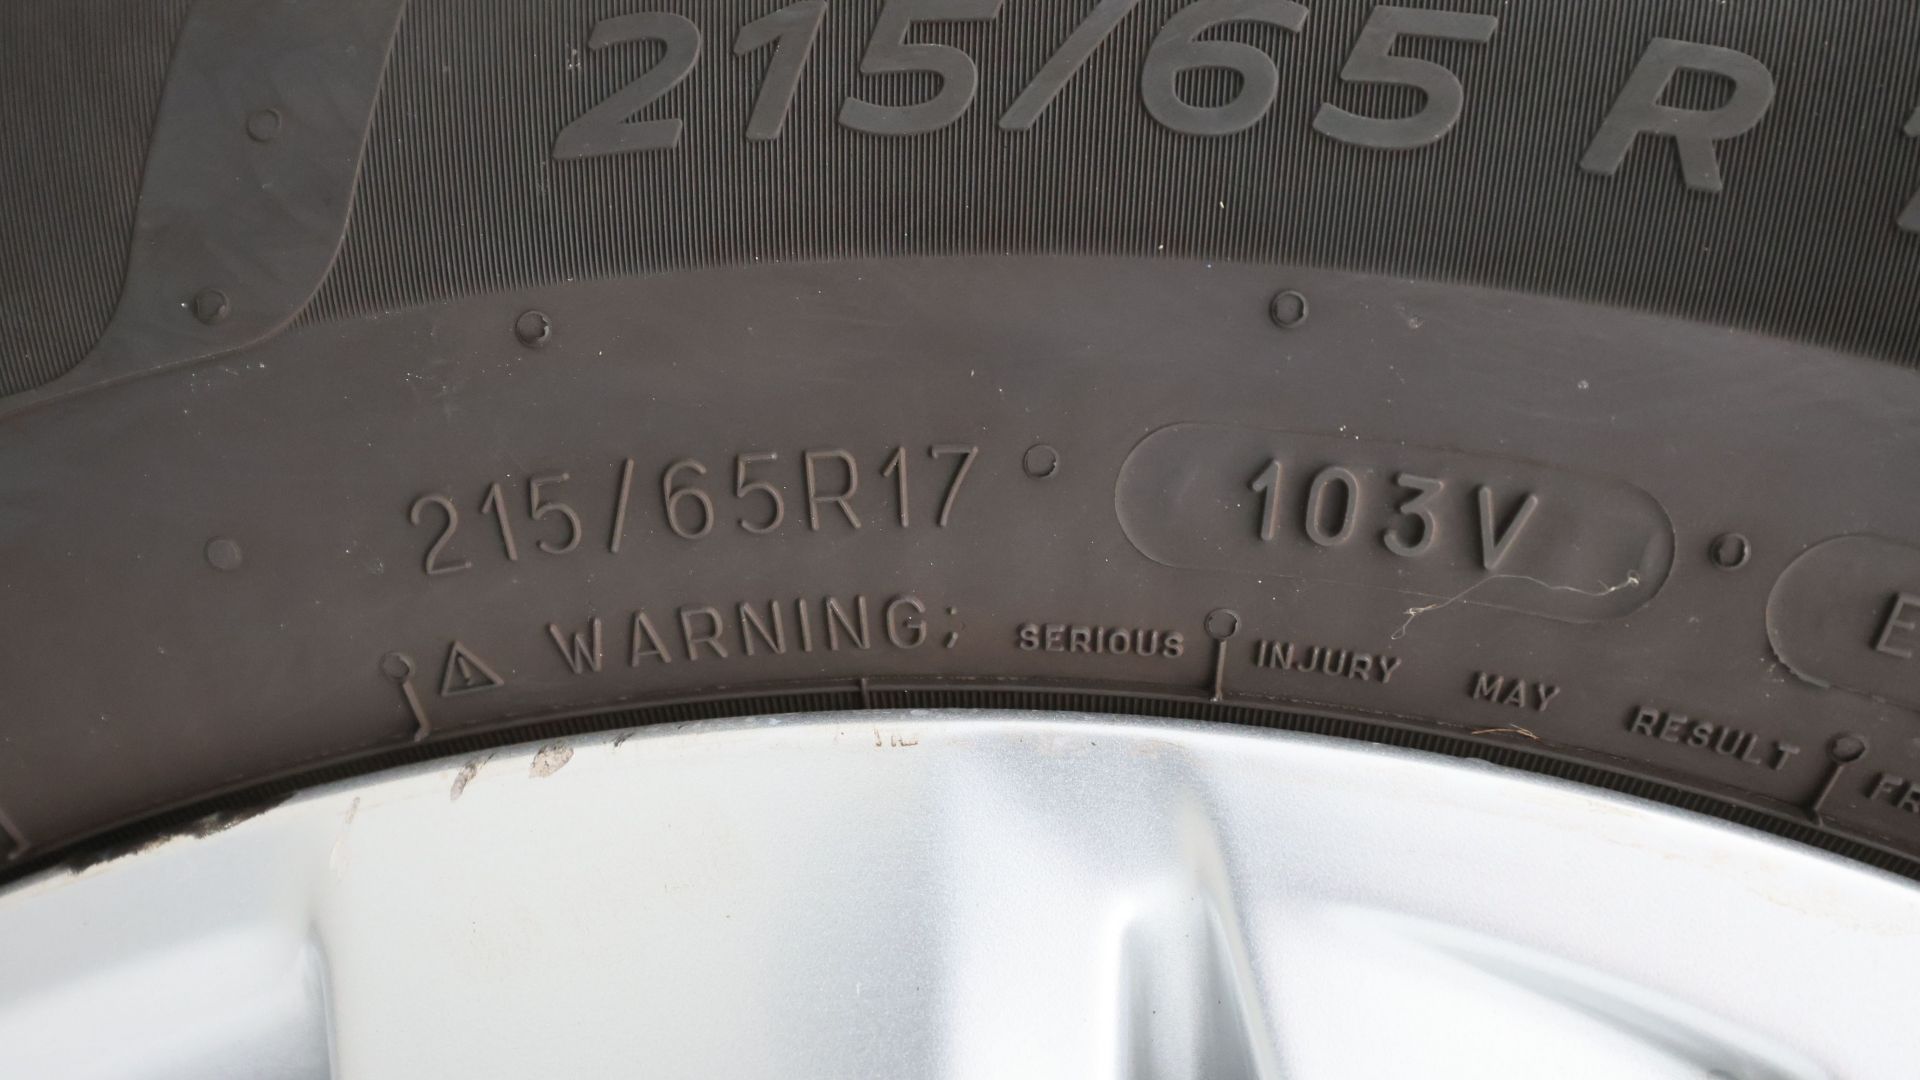 215/65 R
215/65R17 103V
⚠ WARNING; SERIOUS INJURY MAY RESULT